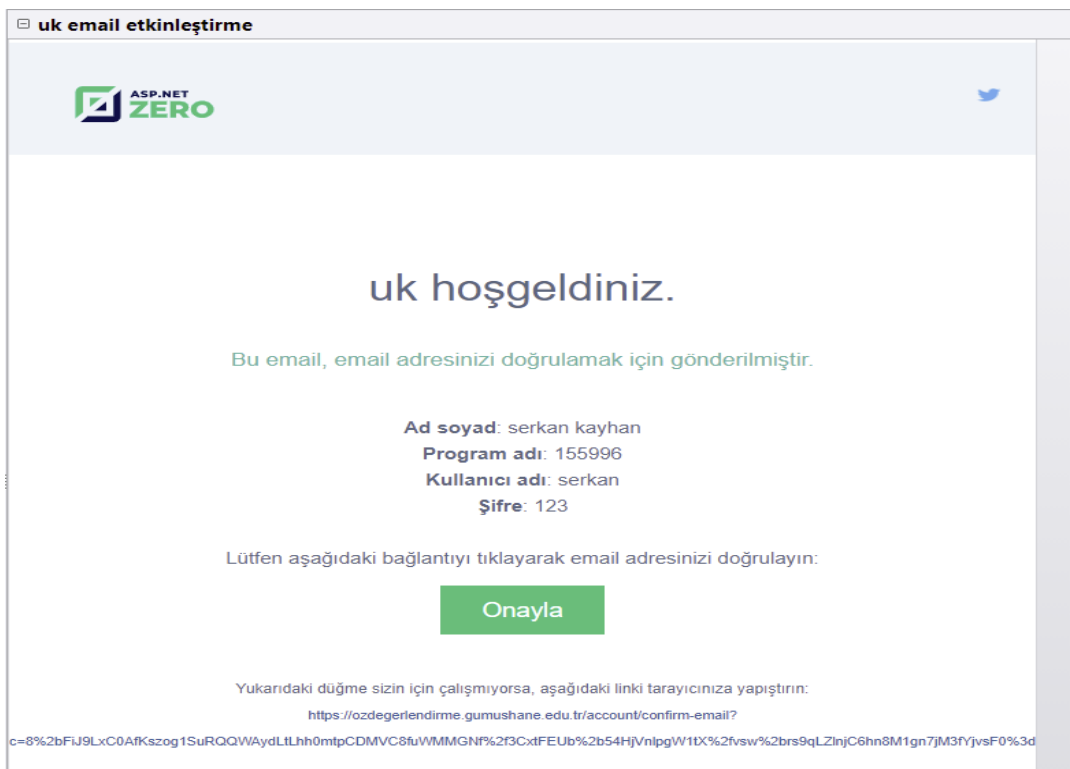 uk email etkinleştirme
ASP.NET
ZERO
uk hoşgeldiniz.
Bu email, email adresinizi doğrulamak için gönderilmiştir.
Ad soyad: serkan kayhan
Program adı: 155996
Kullanıcı adı: serkan
Şifre: 123
Lütfen aşağıdaki bağlantıyı tıklayarak email adresinizi doğrulayın:
Onayla
Yukarıdaki düğme sizin için çalışmıyorsa, aşağıdaki linki tarayıcınıza yapıştırın:
https://ozdegerlendirme.gumushane.edu.tr/account/confirm-email?
c=8%2bFiJ9LxC0AfKszog1SuRQQWAydLtLhh0mtpCDMVC8fuWMMGNf%2f3CxtFEUb%2b54HjVnlpgW1tX%2fvsw%2brs9qLZlnjC6hn8M1gn7jM3fYjvsF0%3d